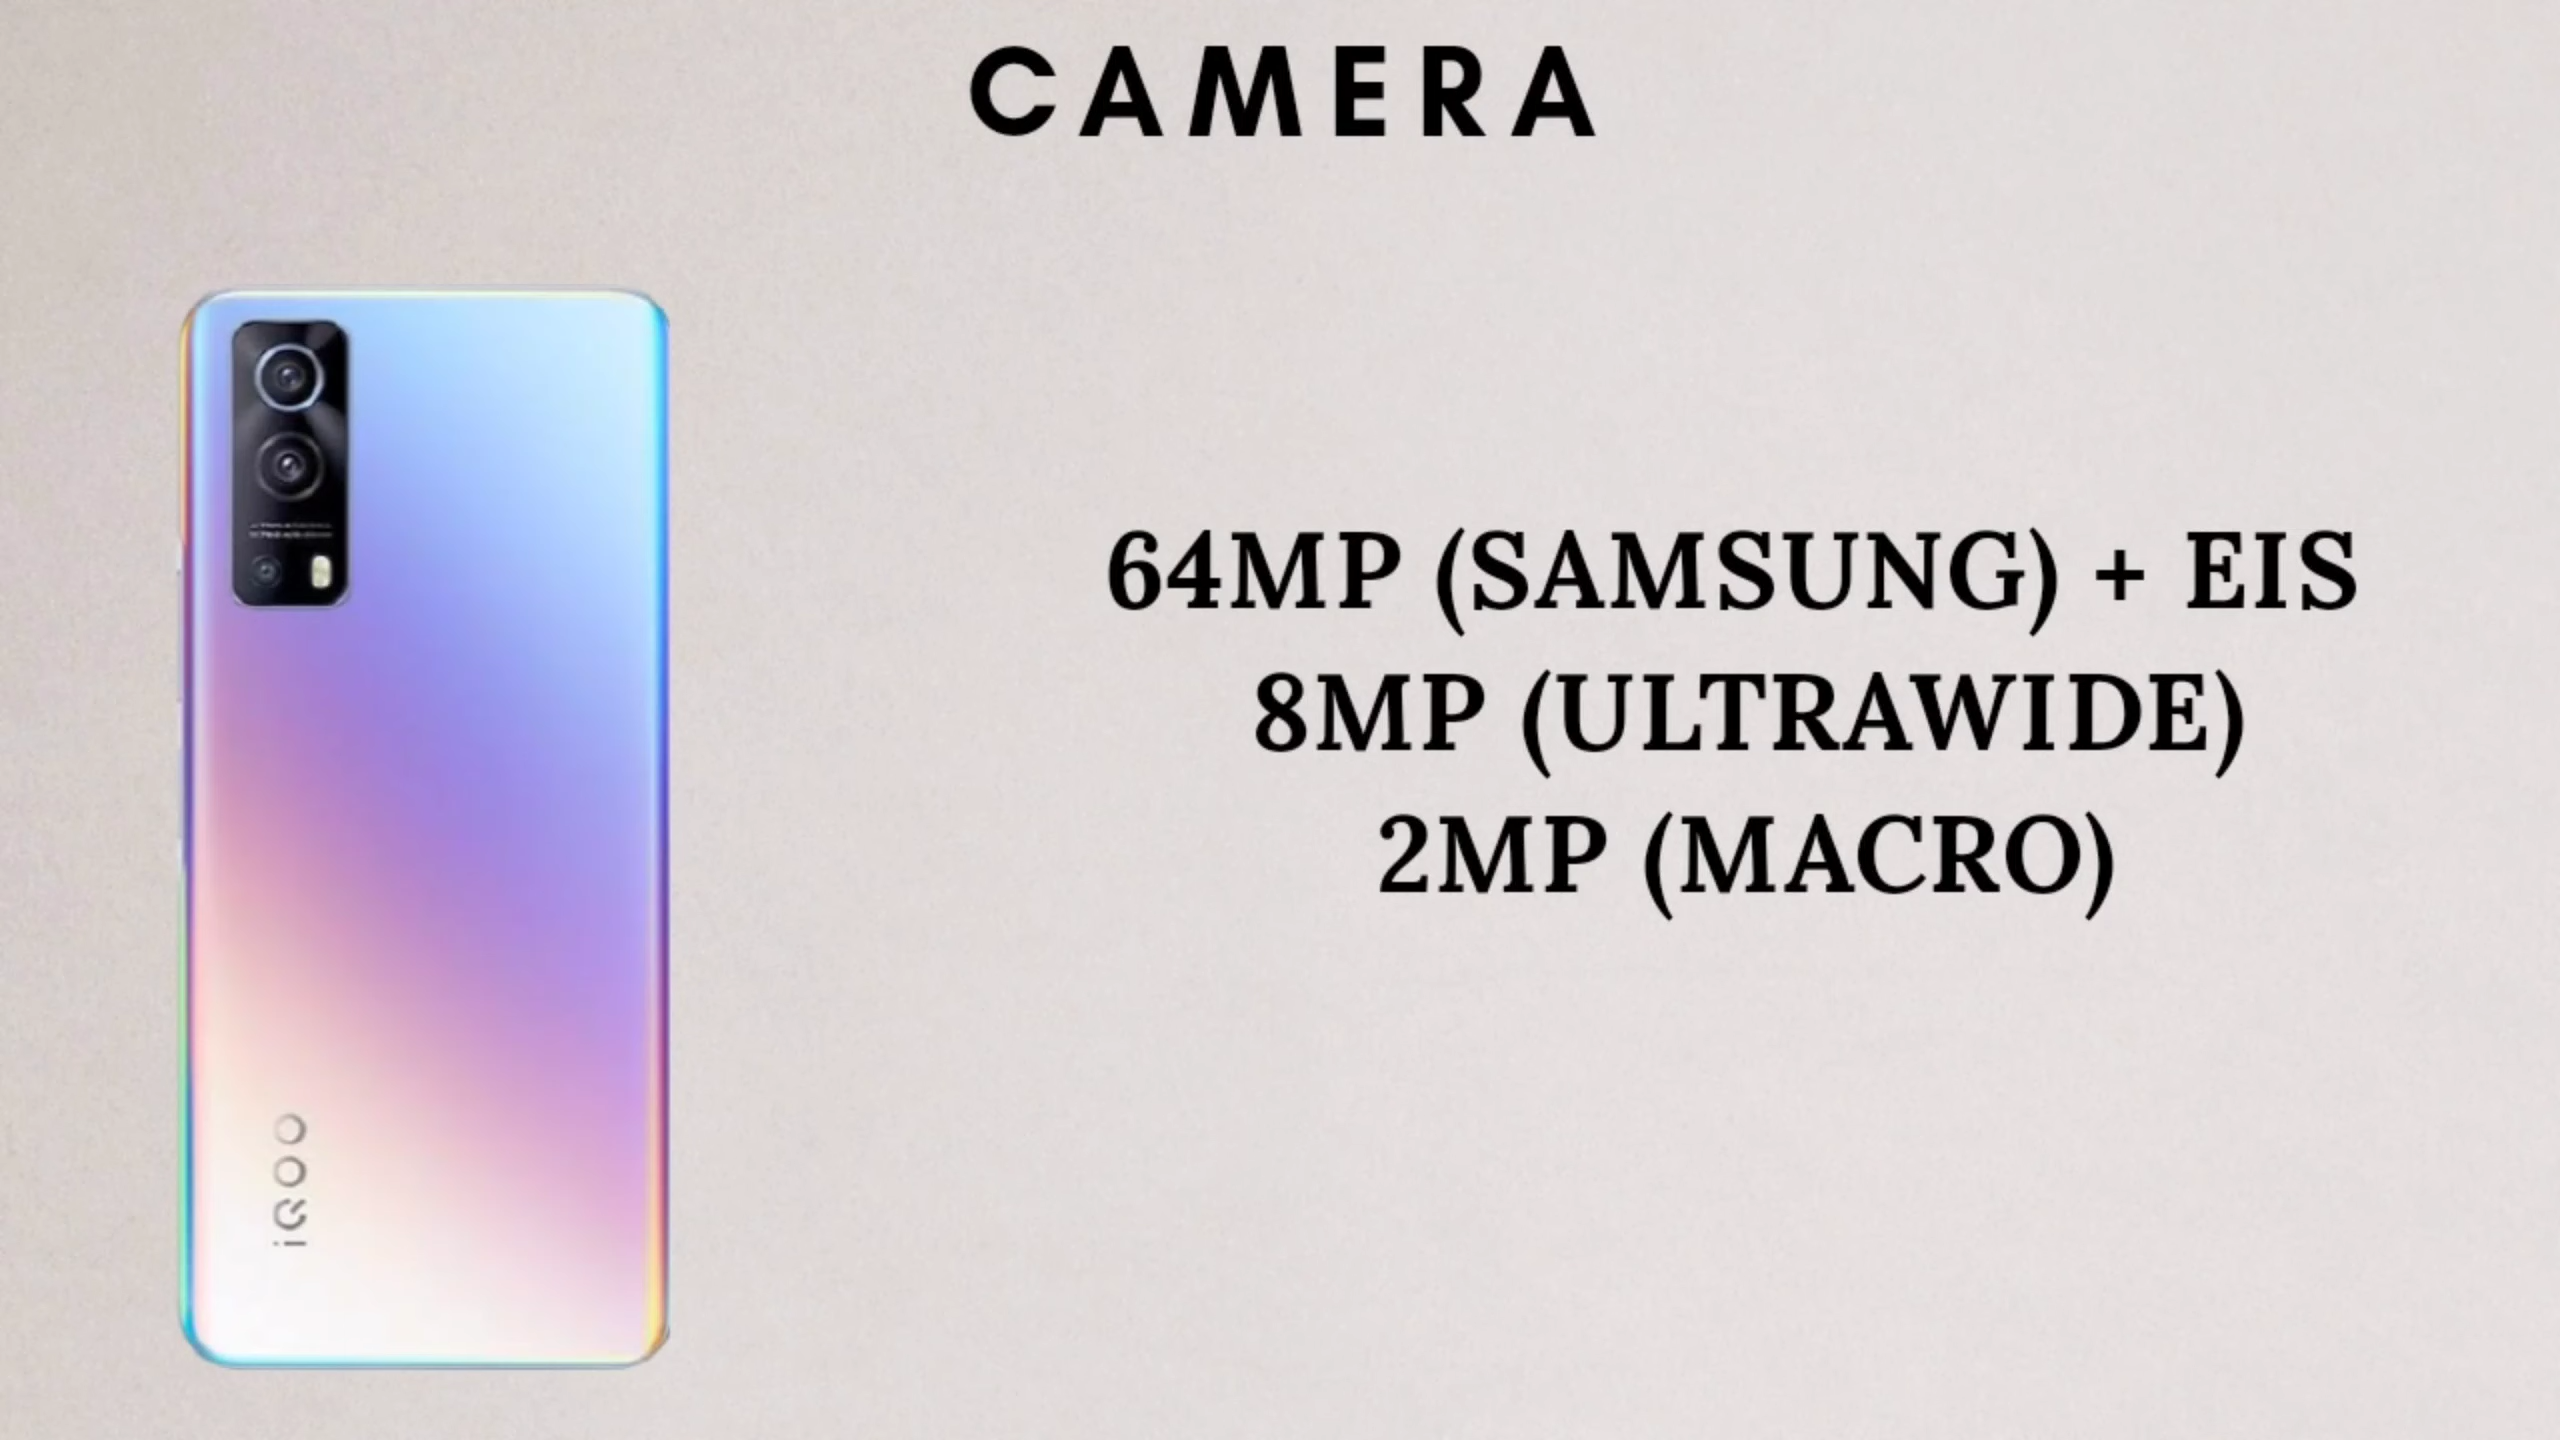 CAMERA
64MP (SAMSUNG) + EIS
8MP (ULTRAWIDE)
2MP (MACRO)
iQOO